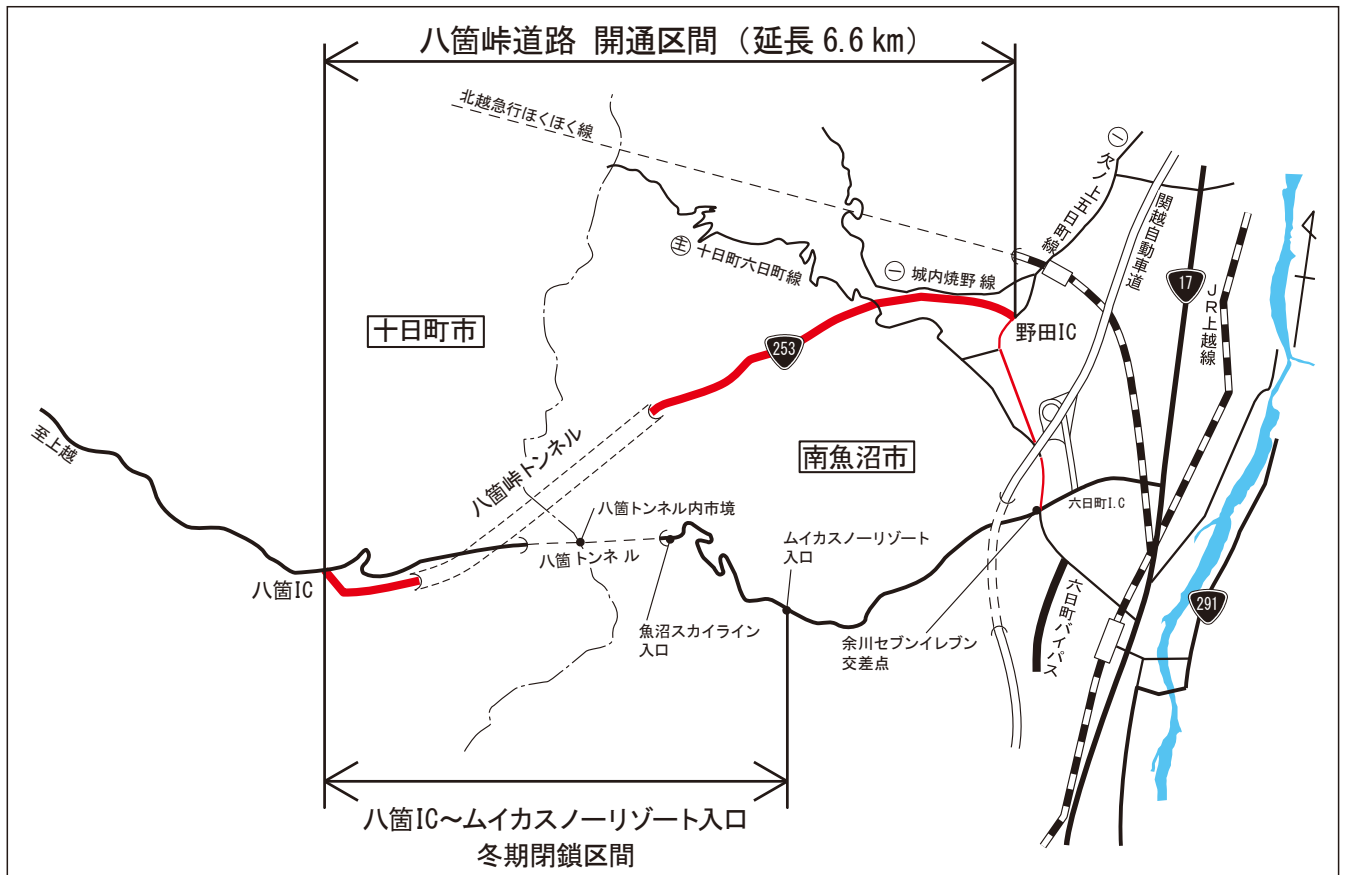 八箇峠道路 開通区間 (延長 6.6 km)
北越急行ほくほく線
㊀ 欠ノ上五日町線
関越自動車道
17
JR上越線
主 十日町六日町線
㊀ 城内焼野線
十日町市
253
野田IC
至上越
八箇峠トンネル
南魚沼市
八箇トンネル内市境
六日町I.C
ムイカスノーリゾート
入口
八箇トンネル
八箇IC
魚沼スカイライン
入口
余川セブンイレブン
交差点
六日町バイパス
291
八箇IC～ムイカスノーリゾート入口
冬期閉鎖区間